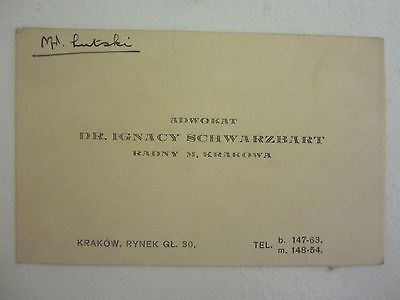 Mr. Lutski
ADWOKAT
DR. IGNACY SCHWARZBART
RADNY M. KRAKOWA
KRAKÓW, RYNEK GŁ. 30.
TEL. b. 147-63.
m. 148-54.